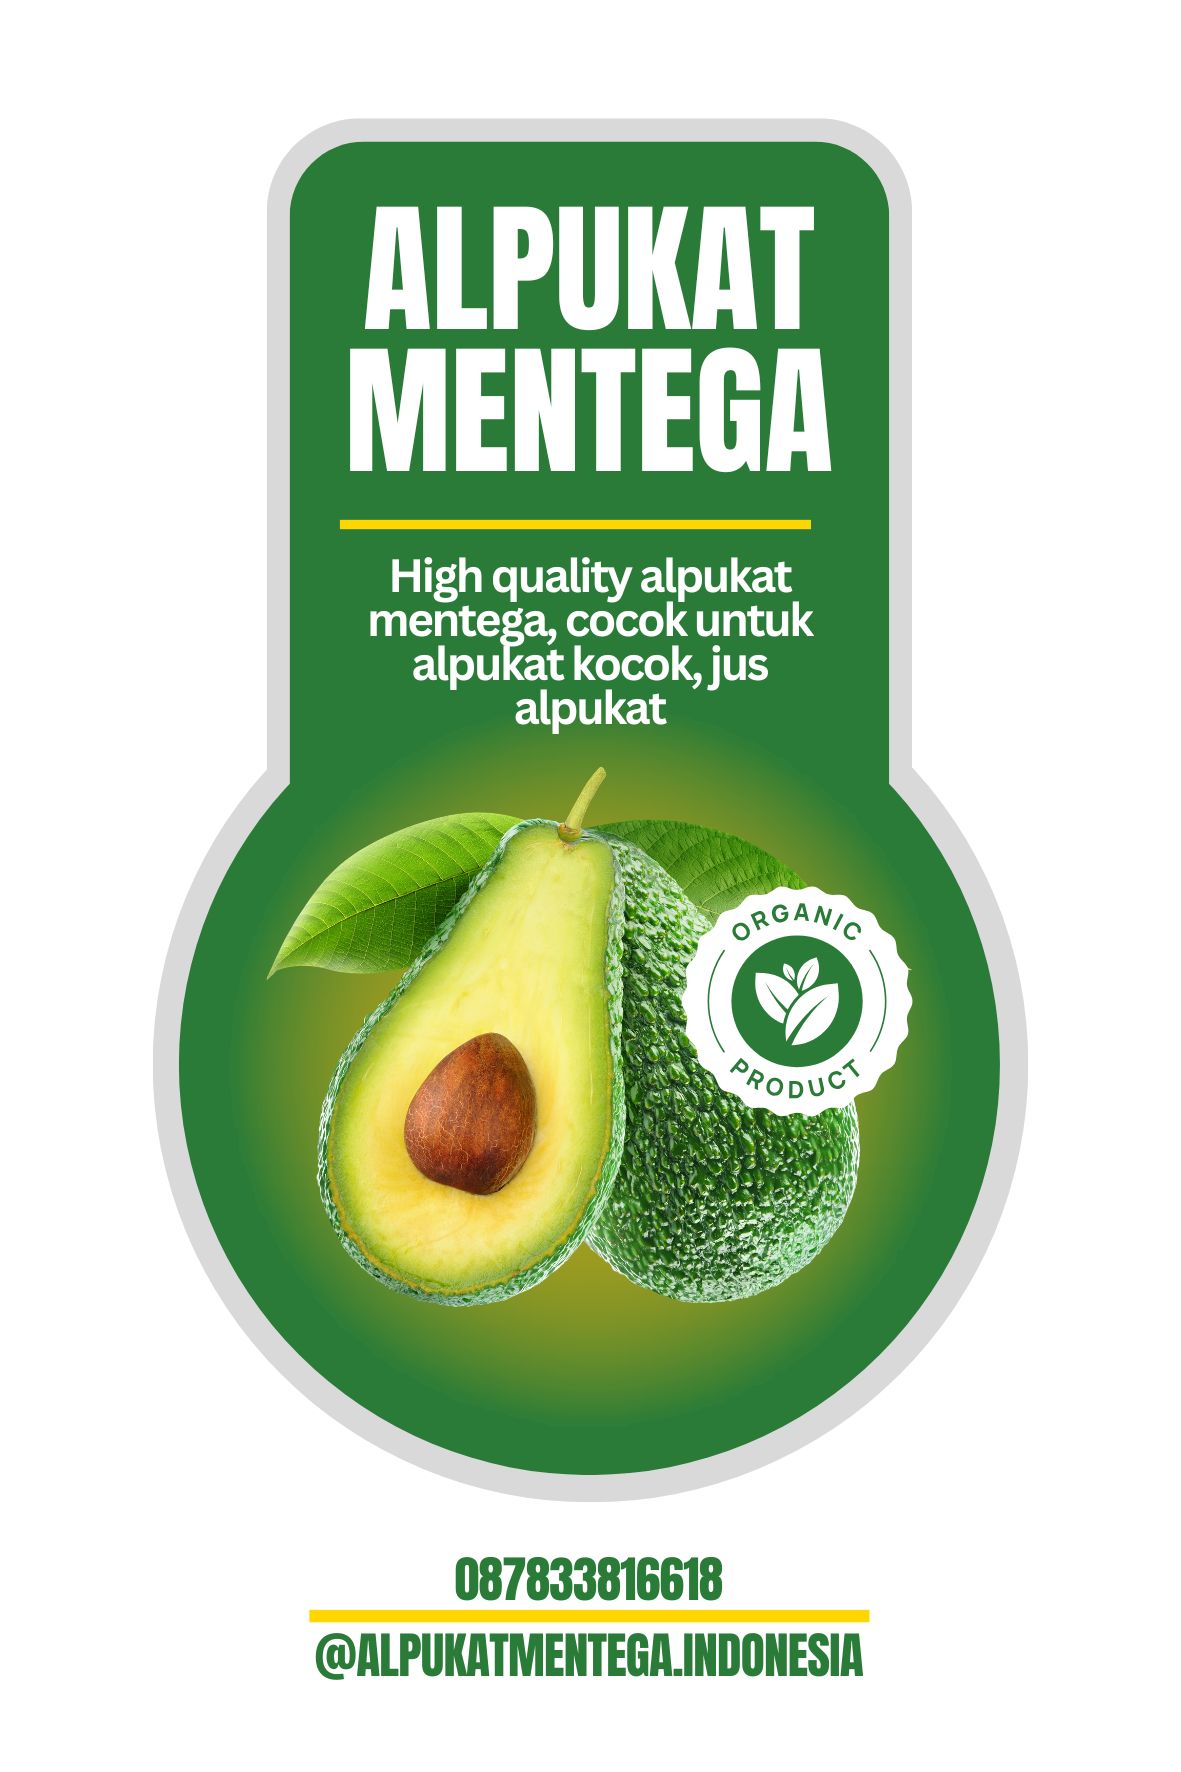 ALPUKAT
MENTEGA
High quality alpukat
mentega, cocok untuk
alpukat kocok, jus
alpukat
ORGANIC
PRODUCT
087833816618
@ALPUKATMENTEGA.INDONESIA